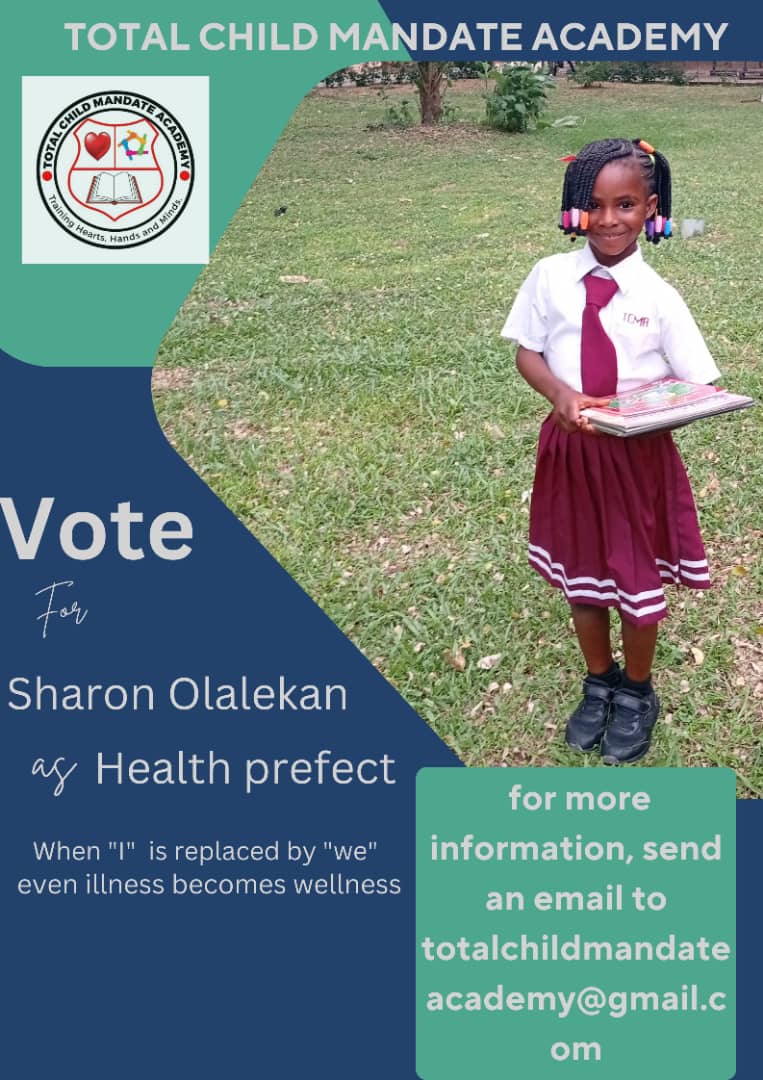 TOTAL CHILD MANDATE ACADEMY
TOTAL CHILD MANDATE ACADEMY
Training Hearts, Hands and Minds.
TCMA
Vote
For
Sharon Olalekan
as Health prefect
When "I" is replaced by "we"
even illness becomes wellness
for more
information, send
an email to
totalchildmandate
academy@gmail.c
om